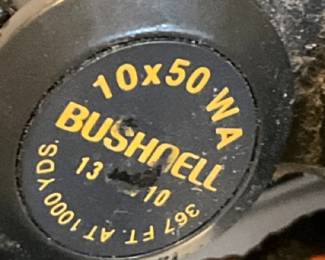 10x50 WA
BUSHNELL
13 10
367 FT. AT 1000 YDS.